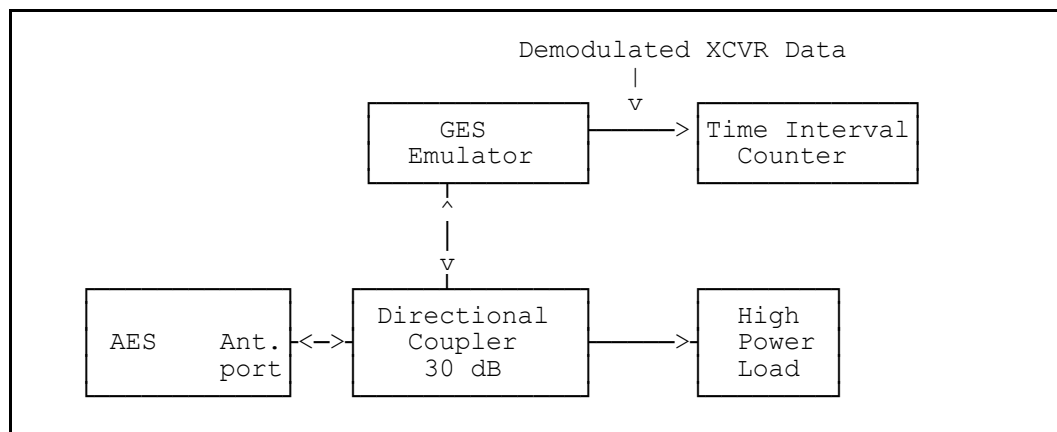 Demodulated XCVR Data
GES
Emulator
Time Interval
Counter
AES
Ant.
port
Directional
Coupler
30 dB
High
Power
Load